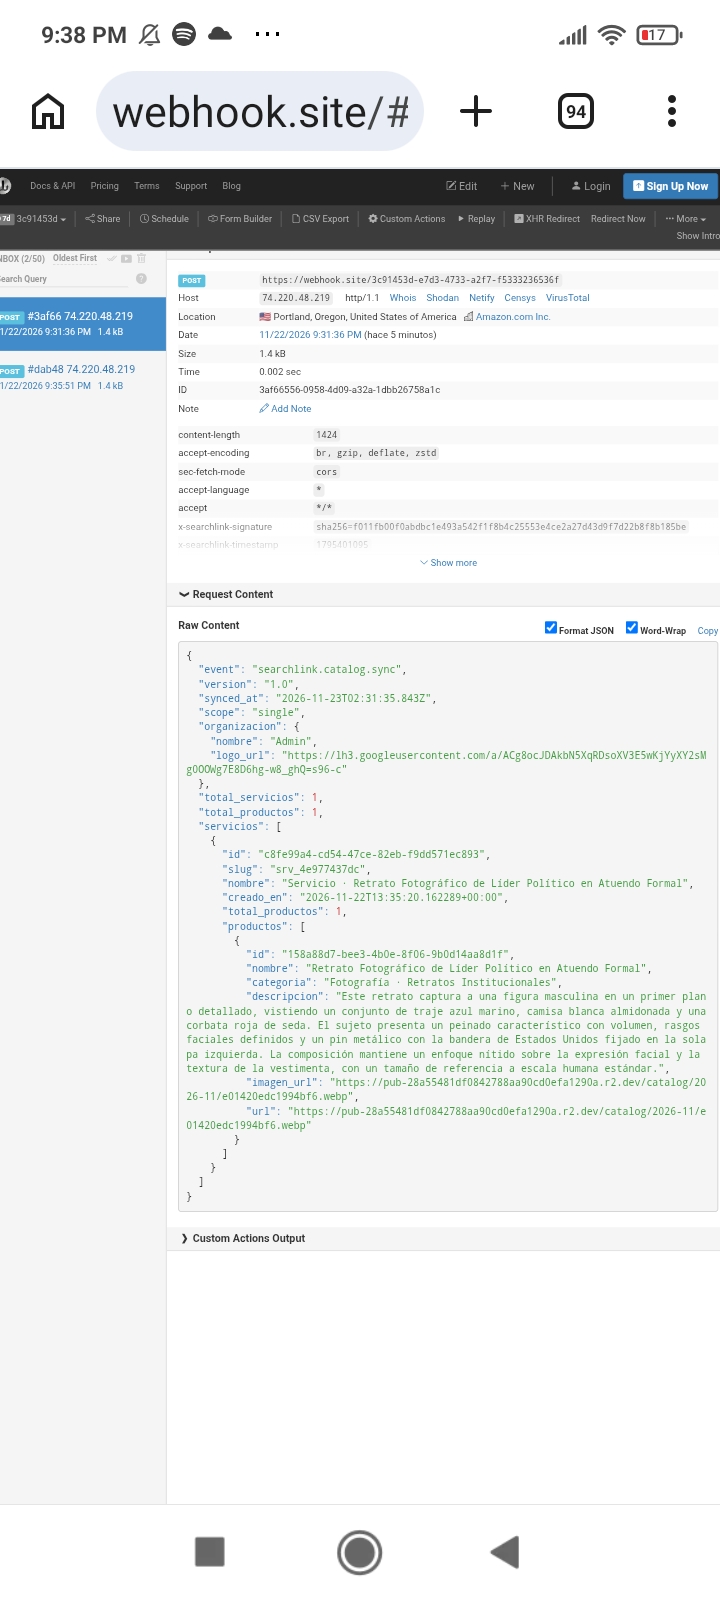 9:38 PM
17
webhook.site/#
94
Docs & API Pricing Terms Support Blog
Edit New Login Sign Up Now
7d 3c91453d Share Schedule Form Builder CSV Export Custom Actions Replay XHR Redirect Redirect Now More
Show Intro
NBOX (2/50) Oldest First
earch Query
POST #3af66 74.220.48.219
1/22/2026 9:31:36 PM 1.4 kB
POST #dab48 74.220.48.219
1/22/2026 9:35:51 PM 1.4 kB
POST https://webhook.site/3c91453d-e7d3-4733-a2f7-f5333236536f
Host 74.220.48.219 http/1.1 Whois Shodan Netify Censys VirusTotal
Location Portland, Oregon, United States of America Amazon.com Inc.
Date 11/22/2026 9:31:36 PM (hace 5 minutos)
Size 1.4 kB
Time 0.002 sec
ID 3af66556-0958-4d09-a32a-1dbb26758a1c
Note Add Note
content-length 1424
accept-encoding br, gzip, deflate, zstd
sec-fetch-mode cors
accept-language *
accept */*
x-searchlink-signature sha256=f011fb00f0abdbc1e493a542f1f8b4c25553e4ce2a27d43d9f7d22b8f8b185be
x-searchlink-timestamp 1795401095
Show more
Request Content
Raw Content Format JSON Word-Wrap Copy
{
"event": "searchlink.catalog.sync",
"version": "1.0",
"synced_at": "2026-11-23T02:31:35.843Z",
"scope": "single",
"organizacion": {
"nombre": "Admin",
"logo_url": "https://lh3.googleusercontent.com/a/ACg8ocJDAkbN5XqRDsoXV3E5wKjYyXY2sM
g0OOWg7E8D6hg-w8_ghQ=s96-c"
},
"total_servicios": 1,
"total_productos": 1,
"servicios": [
{
"id": "c8fe99a4-cd54-47ce-82eb-f9dd571ec893",
"slug": "srv_4e977437dc",
"nombre": "Servicio · Retrato Fotográfico de Líder Político en Atuendo Formal",
"creado_en": "2026-11-22T13:35:20.162289+00:00",
"total_productos": 1,
"productos": [
{
"id": "158a88d7-bee3-4b0e-8f06-9b0d14aa8d1f",
"nombre": "Retrato Fotográfico de Líder Político en Atuendo Formal",
"categoria": "Fotografía · Retratos Institucionales",
"descripcion": "Este retrato captura a una figura masculina en un primer plan
o detallado, vistiendo un conjunto de traje azul marino, camisa blanca almidonada y una
corbata roja de seda. El sujeto presenta un peinado característico con volumen, rasgos
faciales definidos y un pin metálico con la bandera de Estados Unidos fijado en la sola
pa izquierda. La composición mantiene un enfoque nítido sobre la expresión facial y la
textura de la vestimenta, con un tamaño de referencia a escala humana estándar.",
"imagen_url": "https://pub-28a55481df0842788aa90cd0efa1290a.r2.dev/catalog/20
26-11/e01420edc1994bf6.webp",
"url": "https://pub-28a55481df0842788aa90cd0efa1290a.r2.dev/catalog/2026-11/e
01420edc1994bf6.webp"
}
]
}
]
}
Custom Actions Output